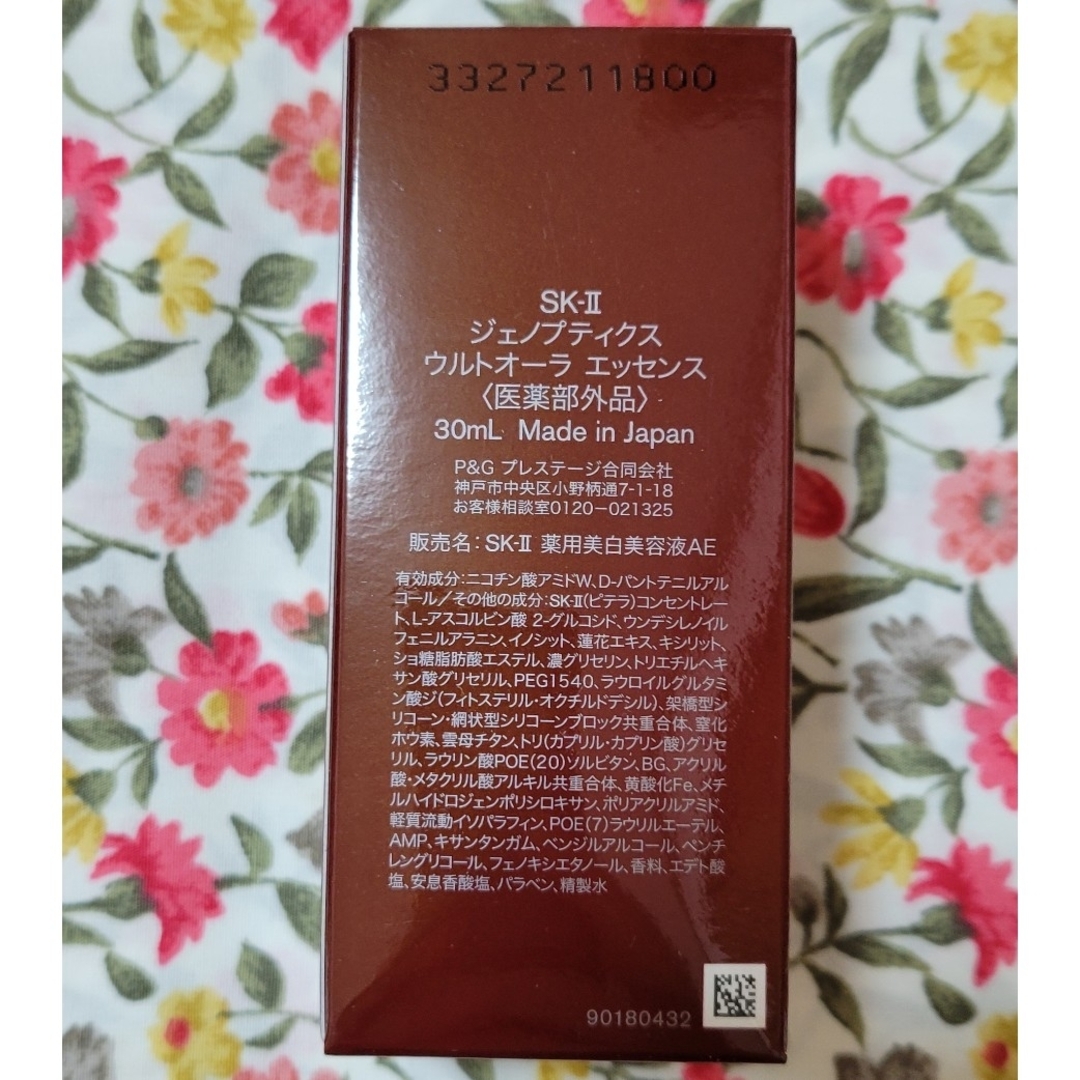 3327211800
SK-II
ジェノプティクス
ウルトオーラ エッセンス
〈医薬部外品〉
30mL Made in Japan
P&G プレステージ合同会社
神戸市中央区小野柄通7-1-18
お客様相談室0120-021325
販売名:SK-II 薬用美白美容液AE
有効成分:ニコチン酸アミドW、D-パントテニルアル
コール/その他の成分:SK-II(ピテラ)コンセントレー
ト、L-アスコルビン酸 2-グルコシド、ウンデシレノイル
フェニルアラニン、イノシット、蓮花エキス、キシリット、
ショ糖脂肪酸エステル、濃グリセリン、トリエチルヘキ
サン酸グリセリル、PEG1540、ラウロイルグルタミ
ン酸ジ(フィトステリル・オクチルドデシル)、架橋型シ
リコーン・網状型シリコーンブロック共重合体、窒化
ホウ素、雲母チタン、トリ(カプリル・カプリン酸)グリセ
リル、ラウリン酸POE(20)ソルビタン、BG、アクリル
酸・メタクリル酸アルキル共重合体、黄酸化Fe、メチ
ルハイドロジェンポリシロキサン、ポリアクリルアミド、
軽質流動イソパラフィン、POE(7)ラウリルエーテル、
AMP、キサンタンガム、ベンジルアルコール、ペンチ
レングリコール、フェノキシエタノール、香料、エデト酸
塩、安息香酸塩、パラベン、精製水
90180432